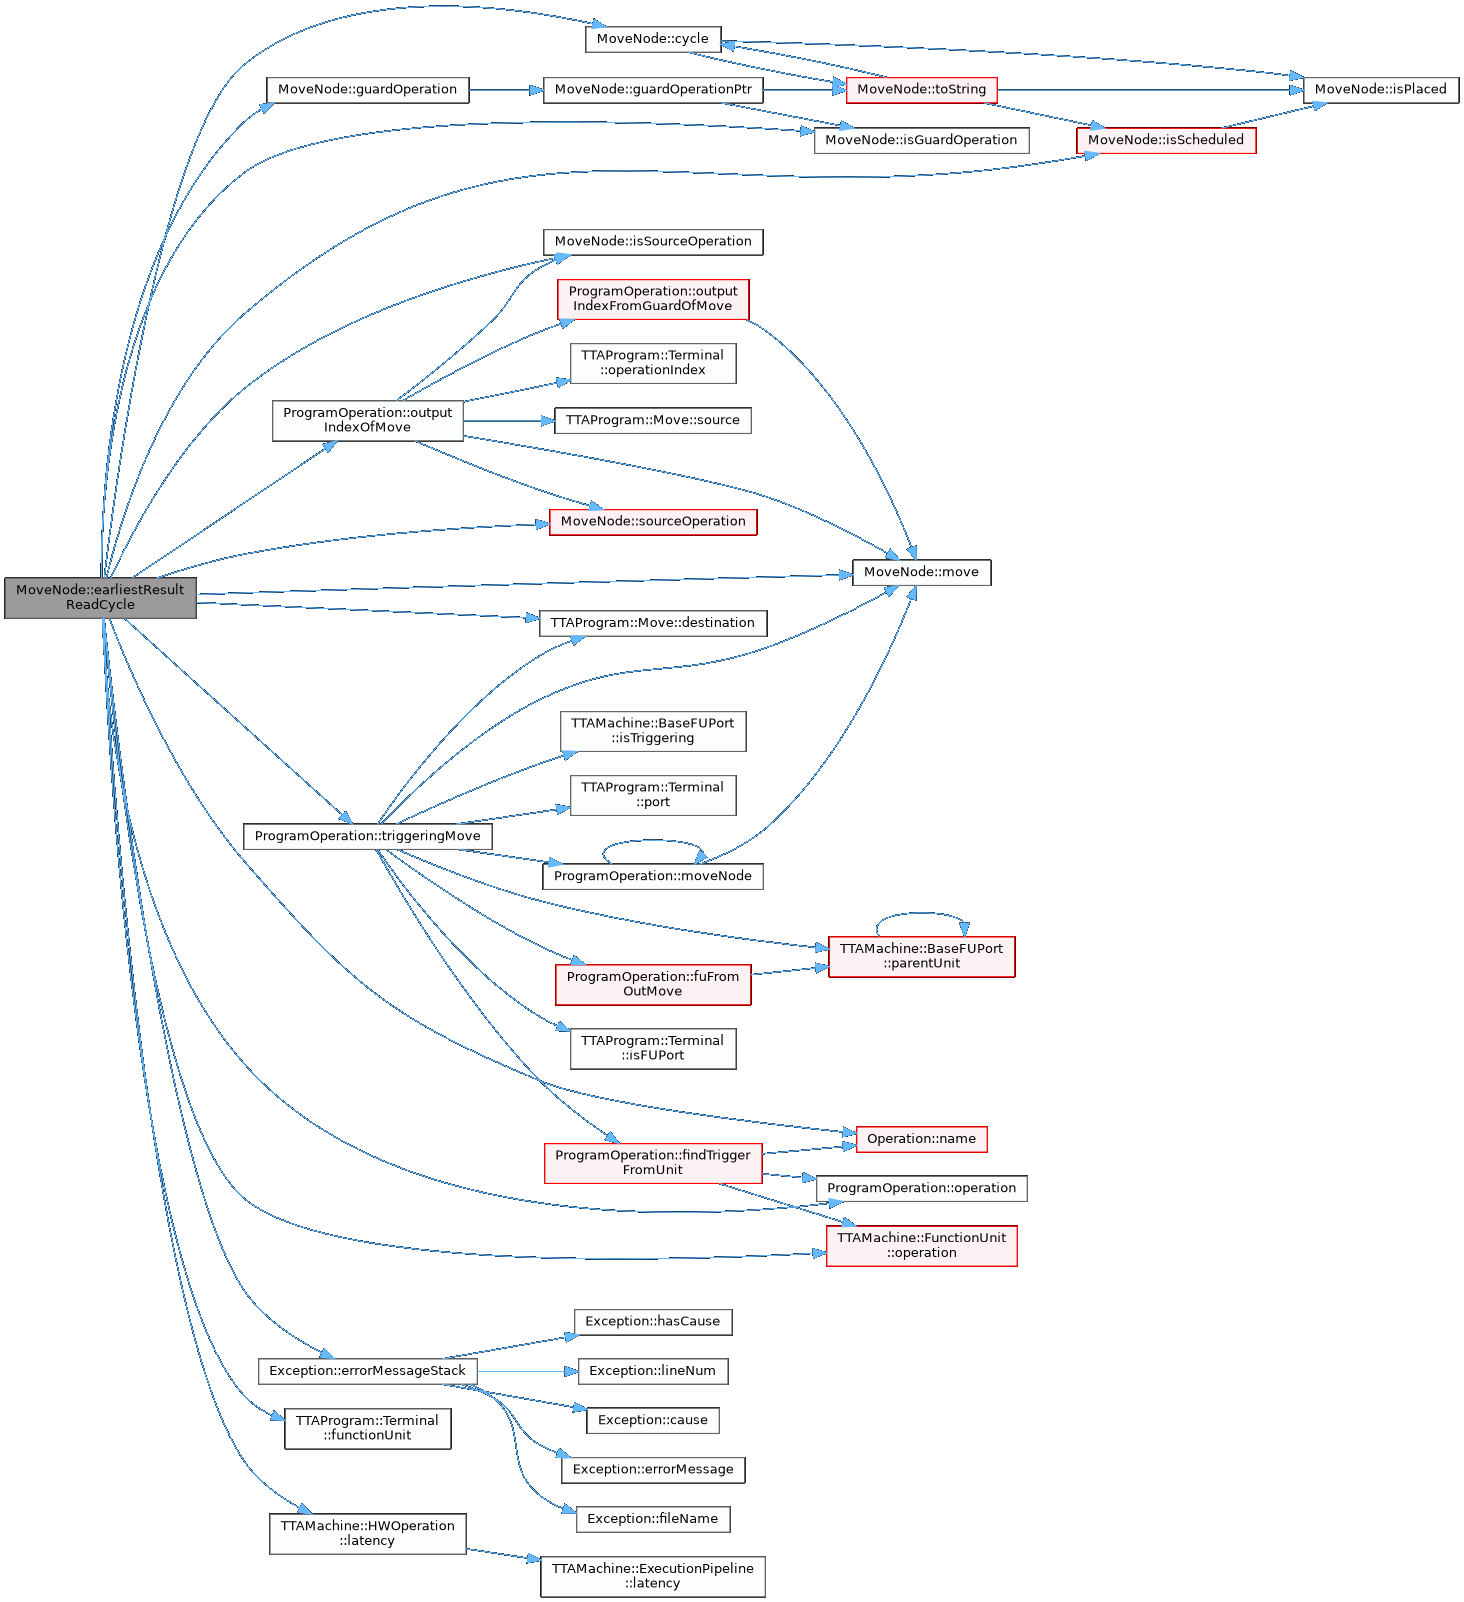 MoveNode::cycle
MoveNode::guardOperation
MoveNode::guardOperationPtr
MoveNode::toString
MoveNode::isPlaced
MoveNode::isGuardOperation
MoveNode::isScheduled
MoveNode::isSourceOperation
ProgramOperation::output
IndexFromGuardOfMove
TTAProgram::Terminal
::operationIndex
ProgramOperation::output
IndexOfMove
TTAProgram::Move::source
MoveNode::sourceOperation
MoveNode::move
MoveNode::earliestResult
ReadCycle
TTAProgram::Move::destination
TTAMachine::BaseFUPort
::isTriggering
TTAProgram::Terminal
::port
ProgramOperation::triggeringMove
ProgramOperation::moveNode
TTAMachine::BaseFUPort
::parentUnit
ProgramOperation::fuFrom
OutMove
TTAProgram::Terminal
::isFUPort
Operation::name
ProgramOperation::findTrigger
FromUnit
ProgramOperation::operation
TTAMachine::FunctionUnit
::operation
Exception::hasCause
Exception::errorMessageStack
Exception::lineNum
Exception::cause
TTAProgram::Terminal
::functionUnit
Exception::errorMessage
Exception::fileName
TTAMachine::HWOperation
::latency
TTAMachine::ExecutionPipeline
::latency